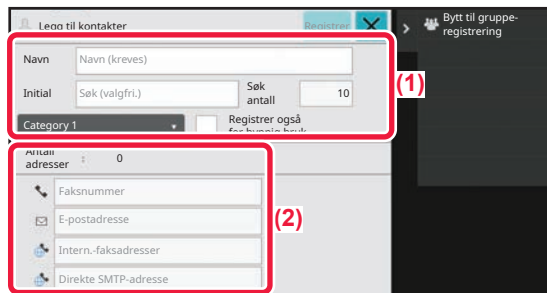 Legg til kontakter
Registrer
Bytt til gruppe-
registrering
Navn
Navn (kreves)
Initial
Søk (valgfri.)
Søk
antall
10
(1)
Category 1
Registrer også
for hyppig bruk
Antall
adresser : 0
Faksnummer
E-postadresse
(2)
Intern.-faksadresser
Direkte SMTP-adresse